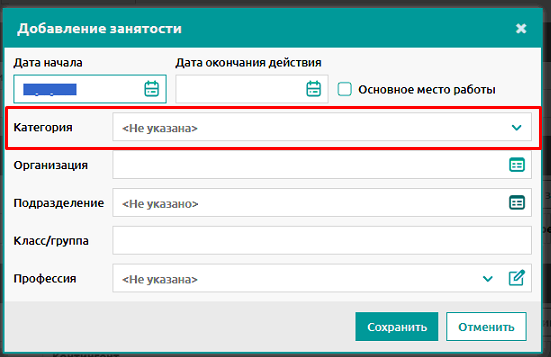 Добавление занятости
Дата начала Дата окончания действия
Основное место работы
Категория <Не указана>
Организация
Подразделение <Не указано>
Класс/группа
Профессия <Не указана>
Сохранить Отменить